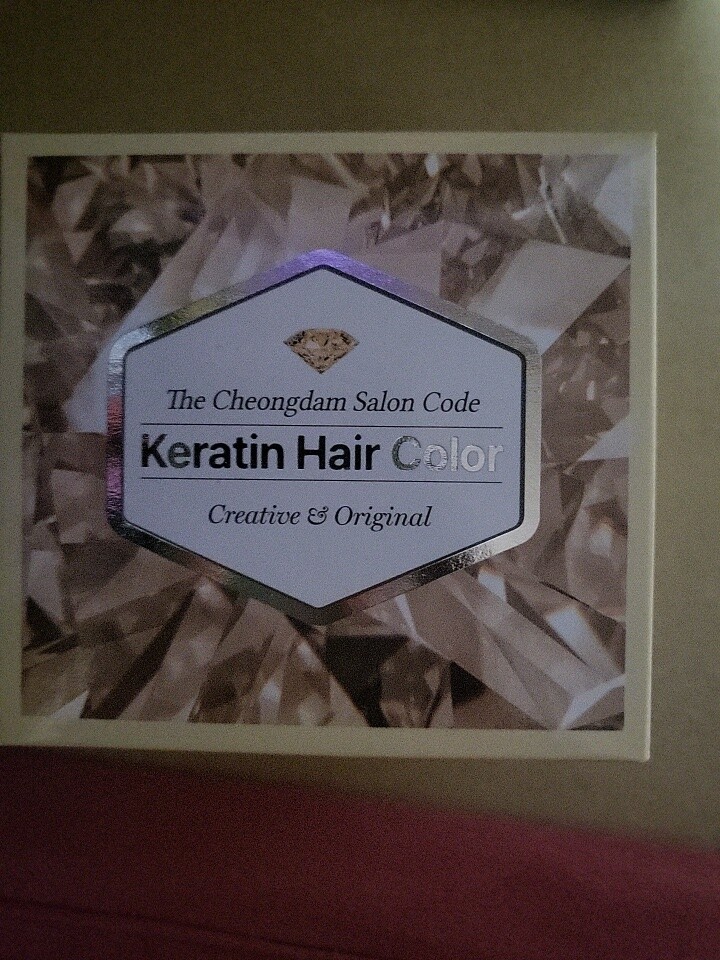 The Cheongdam Salon Code
Keratin Hair Color
Creative & Original